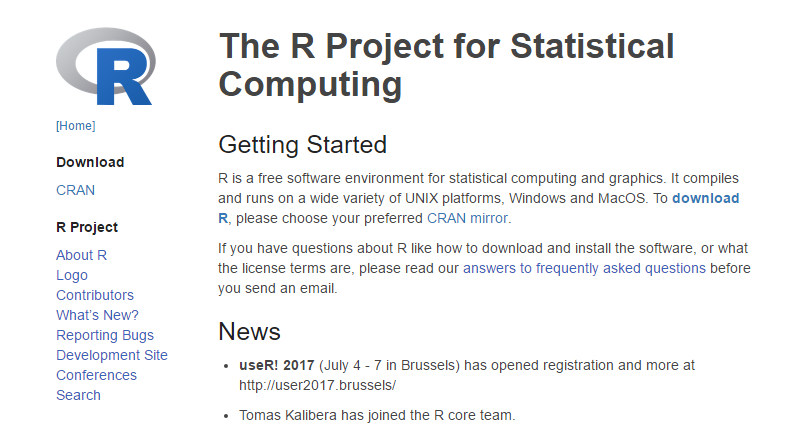 R
[Home]
Download
CRAN
R Project
About R
Logo
Contributors
What's New?
Reporting Bugs
Development Site
Conferences
Search
The R Project for Statistical
Computing
Getting Started
R is a free software environment for statistical computing and graphics. It compiles
and runs on a wide variety of UNIX platforms, Windows and MacOS. To download
R, please choose your preferred CRAN mirror.
If you have questions about R like how to download and install the software, or what
the license terms are, please read our answers to frequently asked questions before
you send an email.
News
• useR! 2017 (July 4 - 7 in Brussels) has opened registration and more at
http://user2017.brussels/
• Tomas Kalibera has joined the R core team.